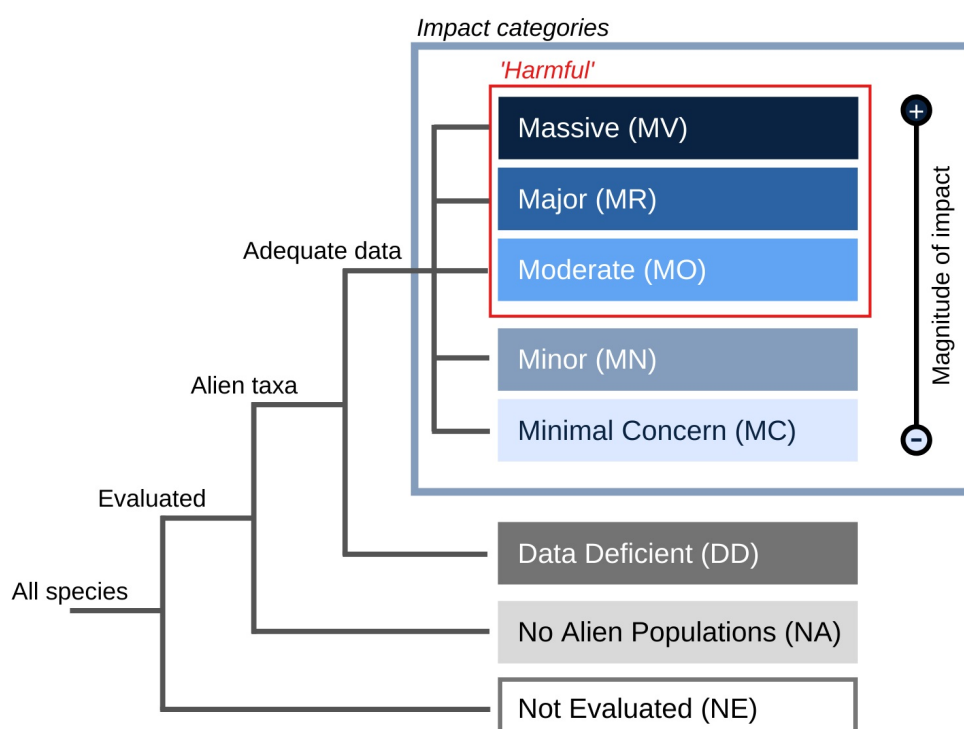 Impact categories
'Harmful'
Massive (MV)
Major (MR)
Moderate (MO)
Minor (MN)
Minimal Concern (MC)
+
Magnitude of impact
-
Adequate data
Alien taxa
Evaluated
All species
Data Deficient (DD)
No Alien Populations (NA)
Not Evaluated (NE)